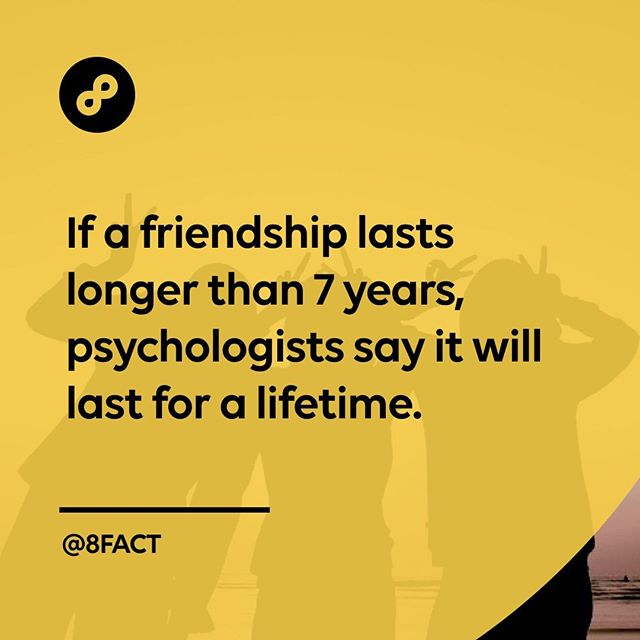 If a friendship lasts
longer than 7 years,
psychologists say it will
last for a lifetime.
@8FACT